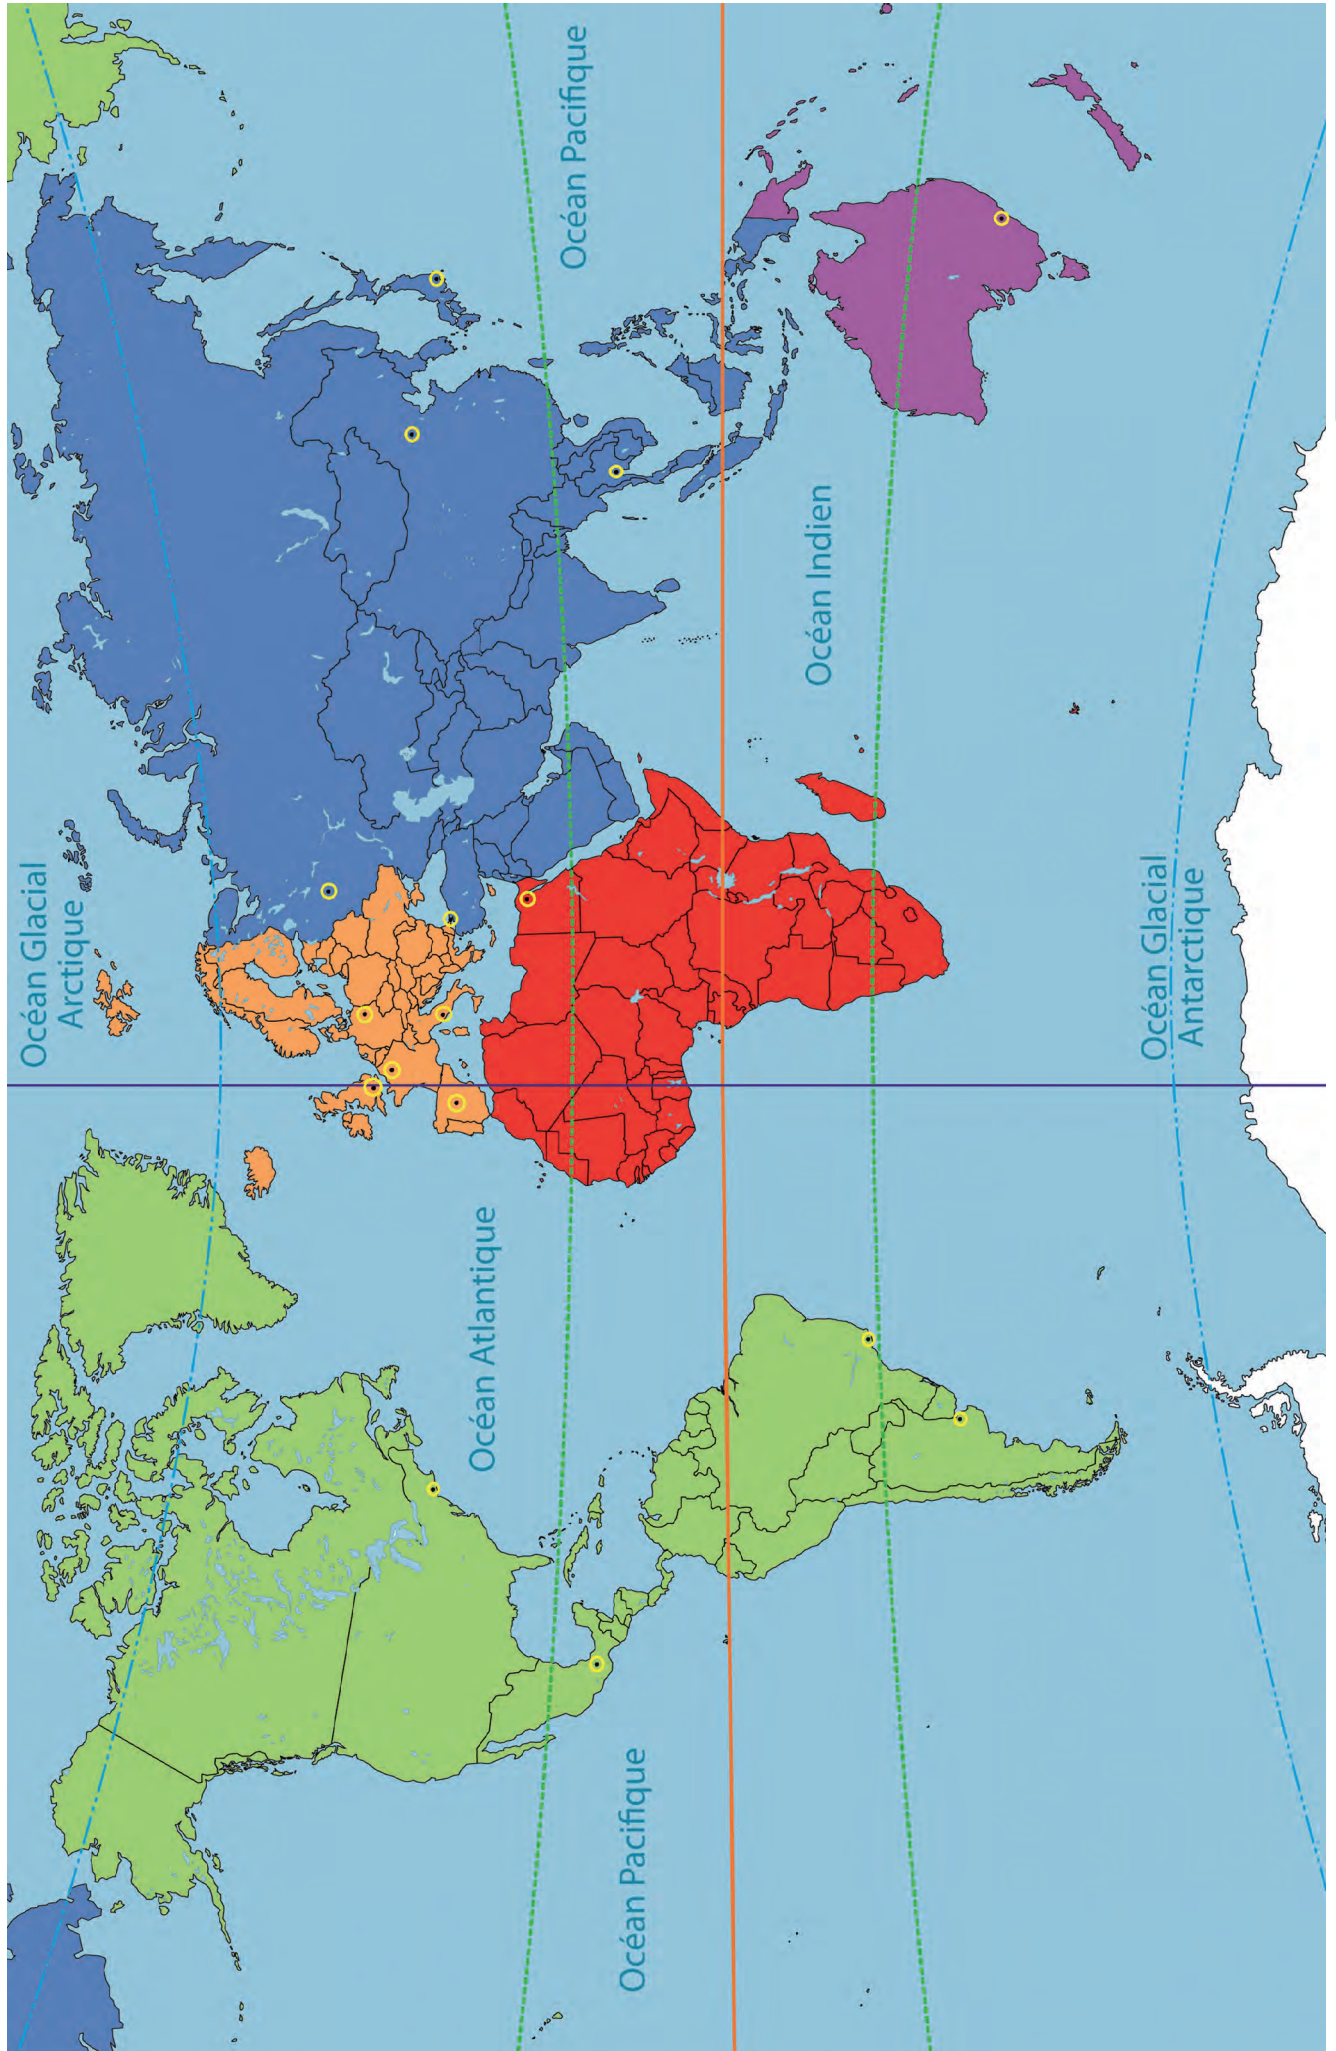 Océan Glacial
Arctique
Océan Pacifique
Océan Atlantique
Océan Pacifique
Océan Indien
Océan Glacial
Antarctique